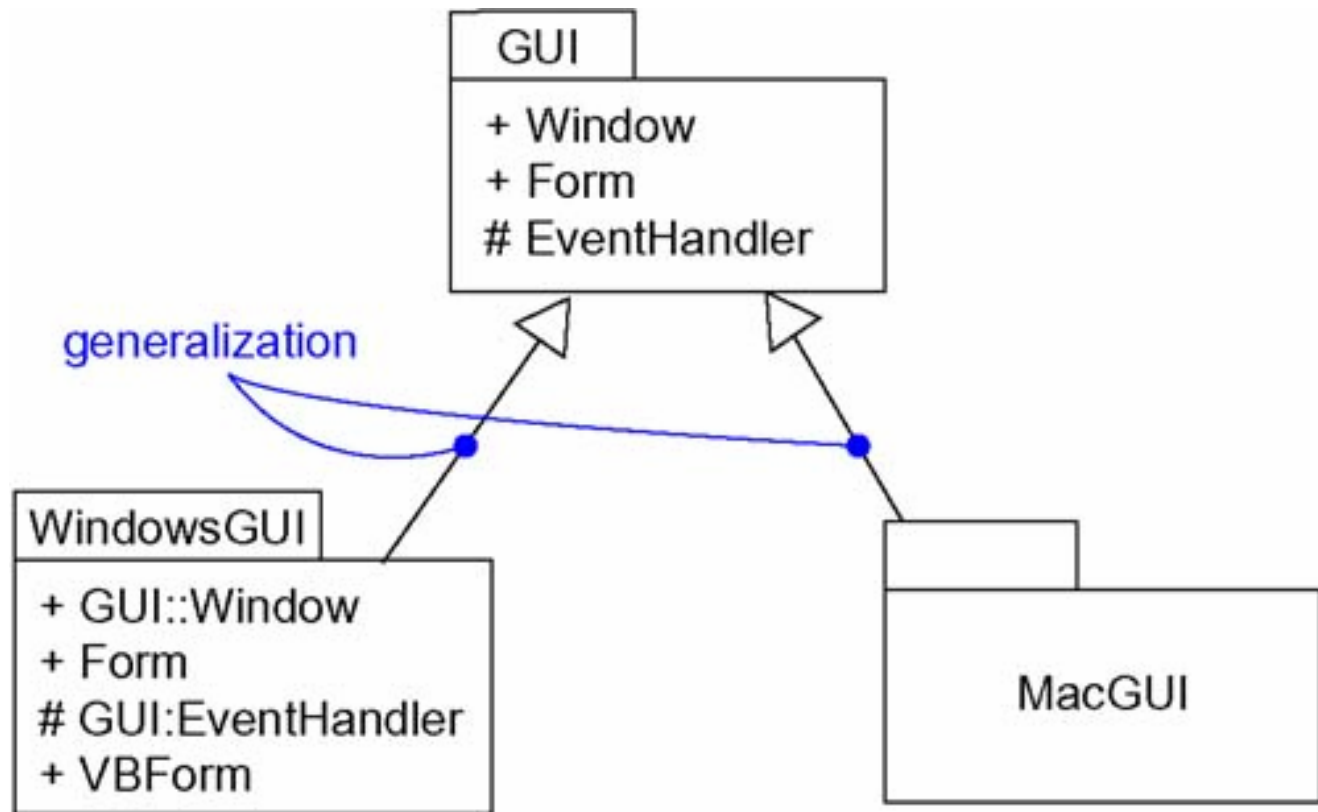 GUI
+ Window
+ Form
# EventHandler
generalization
WindowsGUI
+ GUI::Window
+ Form
# GUI:EventHandler
+ VBForm
MacGUI